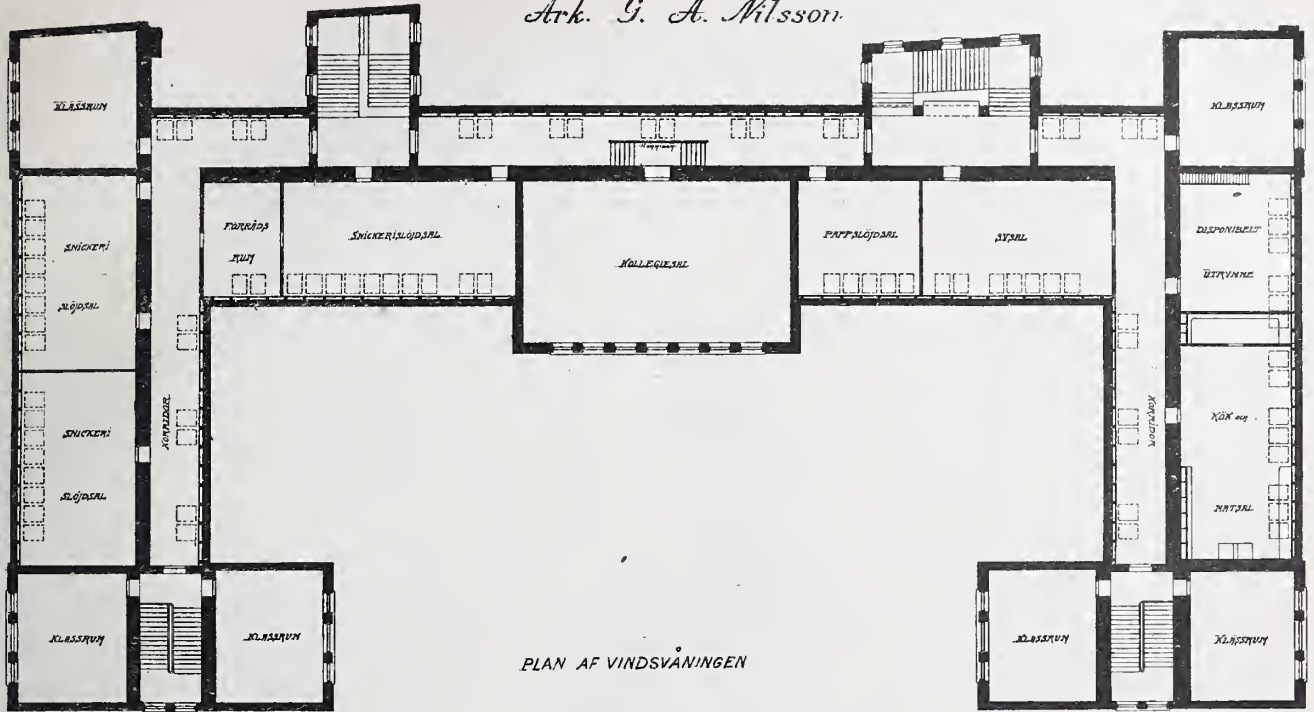 Ark. G. A. Nilsson.
KLASSRUM
KLASSRUM
SNICKERI
SLÖJDSAL
FÖRRÅDS
RUM
SNICKERISLÖJDSAL
KOLLEGIESAL
PAPPSLÖJDSAL
SYSAL
DISPONIBELT
UTRYMME
SNICKERI
SLÖJDSAL
KORRIDOR
KORRIDOR
KÖK och
MATSAL
KLASSRUM
KLASSRUM
KLASSRUM
KLASSRUM
PLAN AF VINDSVÅNINGEN